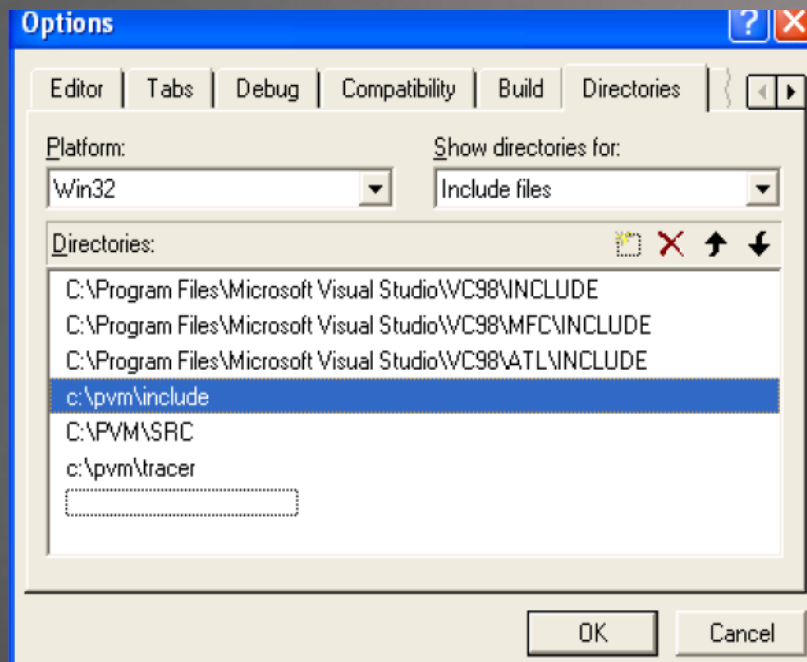 Options
?
Editor Tabs Debug Compatibility Build Directories
Platform: Show directories for:
Win32 Include files
Directories:
C:\Program Files\Microsoft Visual Studio\VC98\INCLUDE
C:\Program Files\Microsoft Visual Studio\VC98\MFC\INCLUDE
C:\Program Files\Microsoft Visual Studio\VC98\ATL\INCLUDE
c:\pvm\include
C:\PVM\SRC
c:\pvm\tracer
OK Cancel